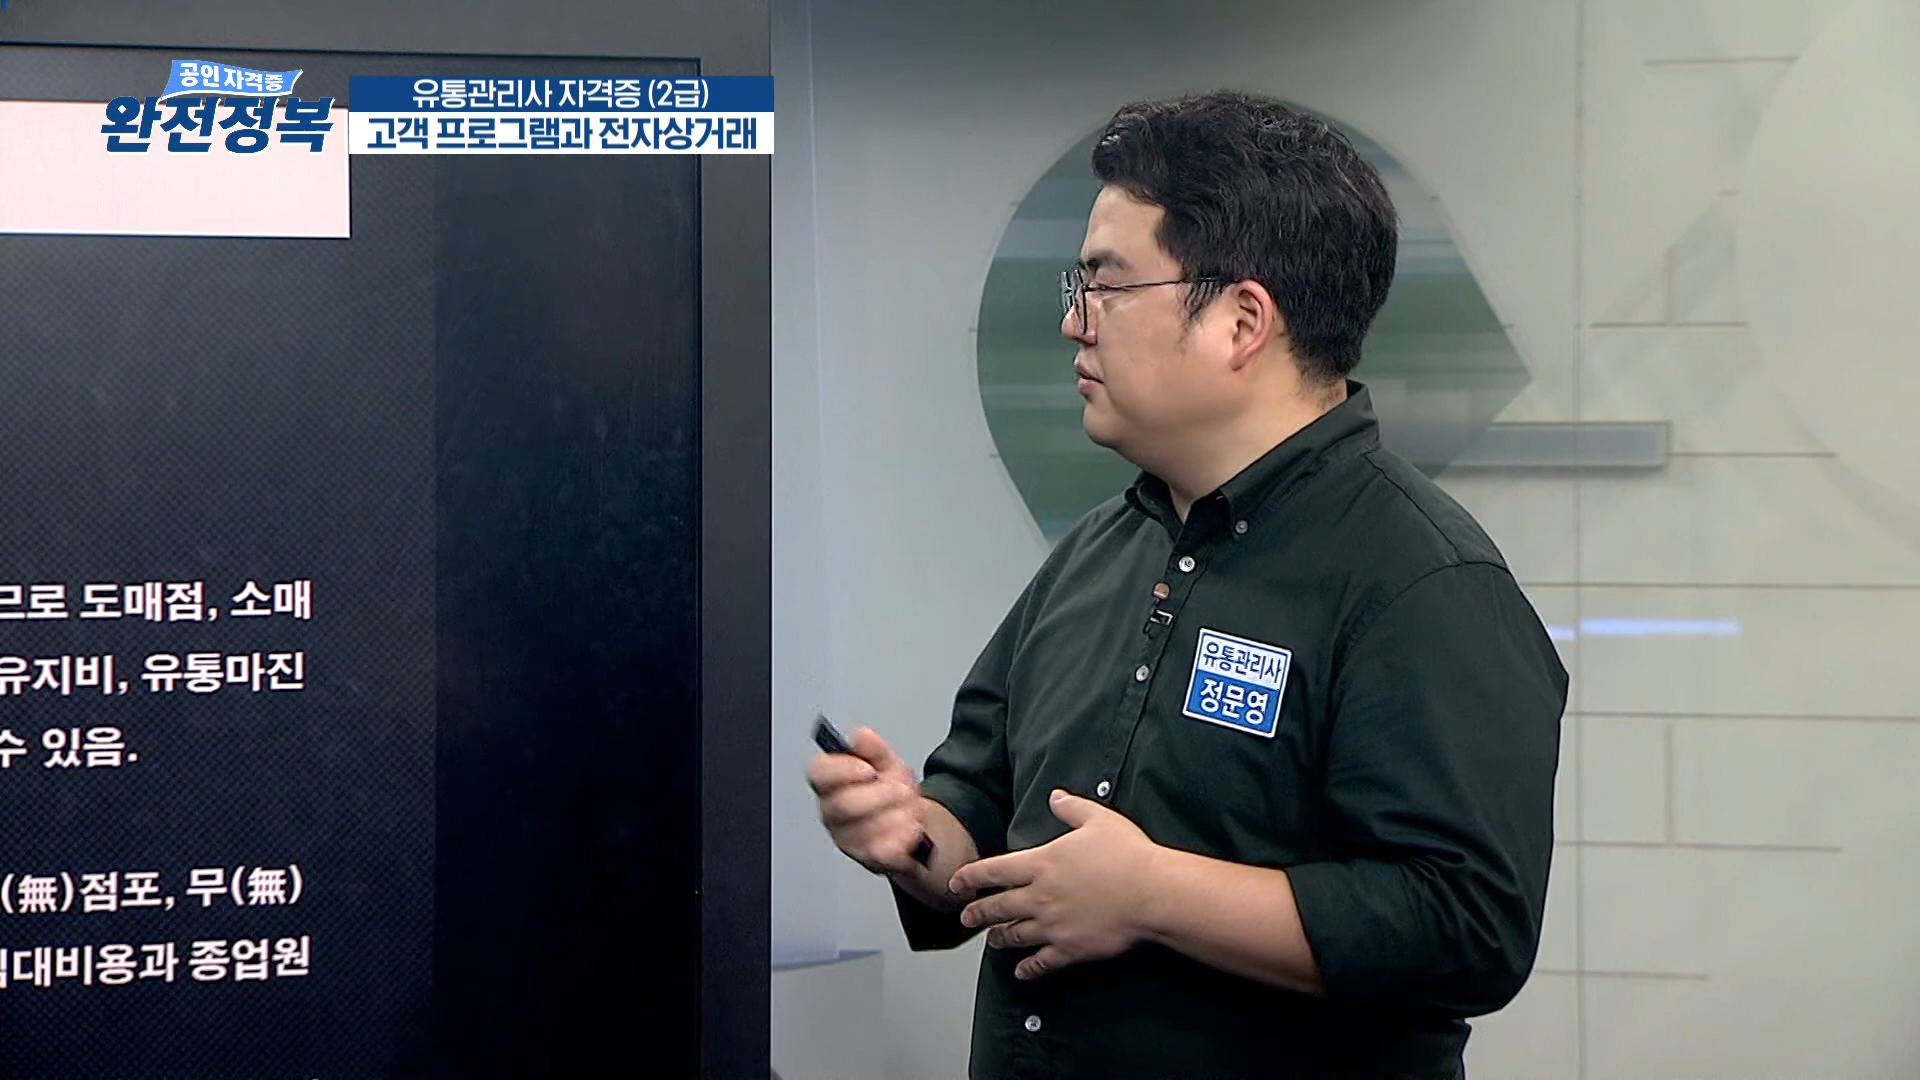 공인 자격증
완전정복
유통관리사 자격증 (2급)
고객 프로그램과 전자상거래
므로 도매점, 소매
유지비, 유통마진
수 있음.
(無)점포, 무(無)
임대비용과 종업원
유통관리사
정문영